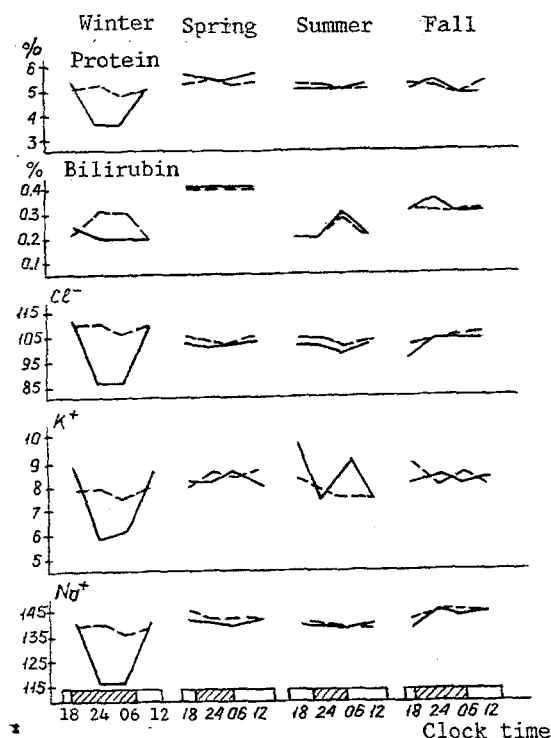 Winter Spring Summer Fall
%
Protein
6
5
4
3
% Bilirubin
0.4
0.3
0.2
0.1
Cl⁻
115
105
95
85
K⁺
10
9
8
7
6
5
Na⁺
145
135
125
115
18 24 06 12 18 24 06 12 18 24 06 12 18 24 06 12
Clock time